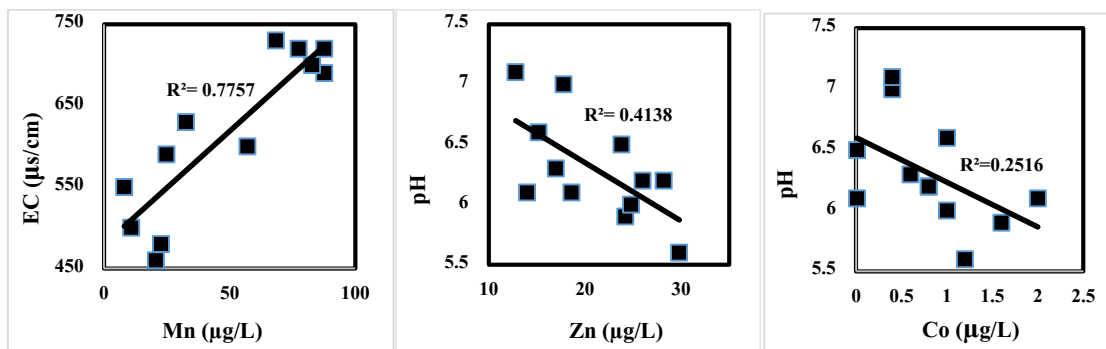 750
650
550
450
EC (µs/cm)
R²= 0.7757
0
50
100
Mn (µg/L)
7.5
7
6.5
6
5.5
pH
R²= 0.4138
10
20
30
Zn (µg/L)
7.5
7
6.5
6
5.5
pH
R²=0.2516
0
0.5
1
1.5
2
2.5
Co (µg/L)